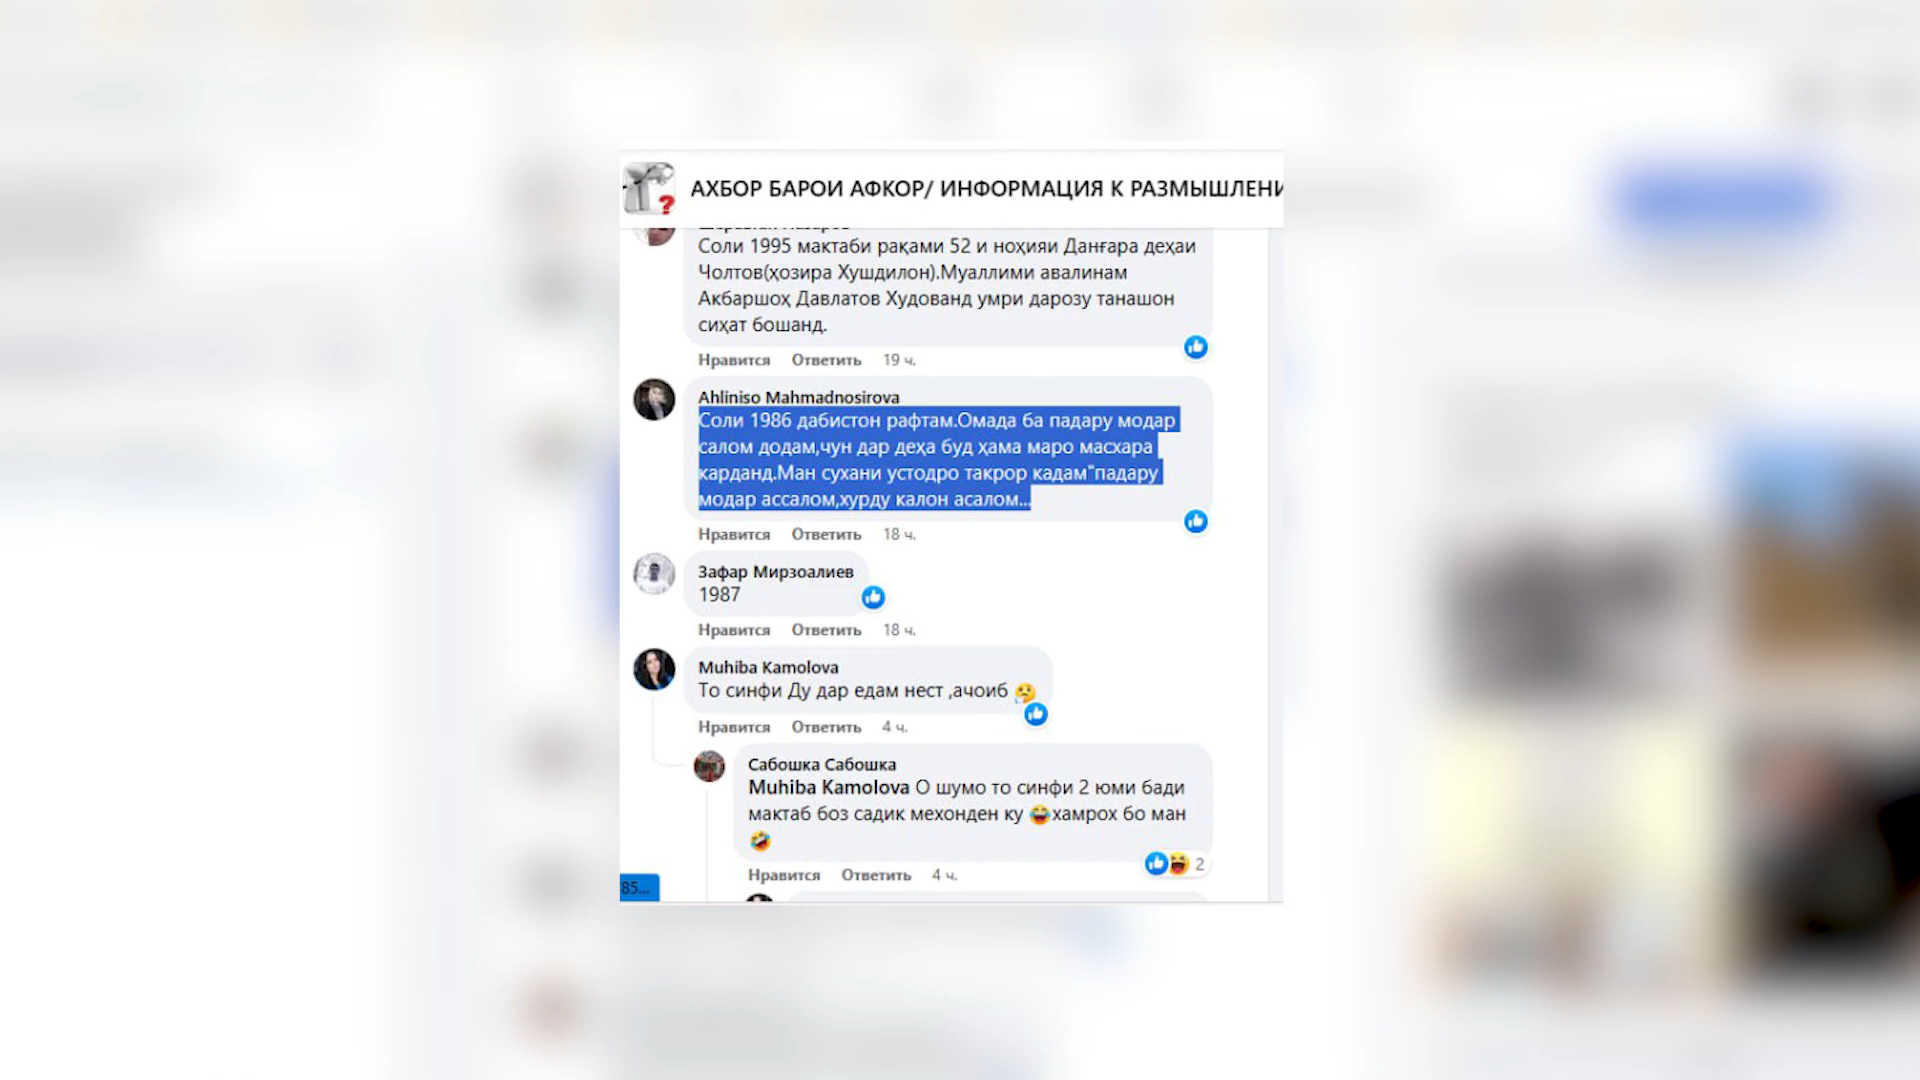 АХБОР БАРОИ АФКОР/ ИНФОРМАЦИЯ К РАЗМЫШЛЕНИ
Соли 1995 мактаби рақами 52 и ноҳияи Данғара деҳаи
Чолтов(ҳозира Хушдилон).Муаллими авалинам
Акбаршоҳ Давлатов Худованд умри дарозу танашон
сиҳат бошанд.
Нравится Ответить 19 ч.
Ahliniso Mahmadnosirova
Соли 1986 дабистон рафтам.Омада ба падару модар
салом додам,чун дар деҳа буд ҳама маро масхара
карданд.Ман сухани устодро такрор кадам"падару
модар ассалом,хурду калон асалом...
Нравится Ответить 18 ч.
Зафар Мирзоалиев
1987
Нравится Ответить 18 ч.
Muhiba Kamolova
То синфи Ду дар едам нест ,ачоиб
Нравится Ответить 4 ч.
Сабошка Сабошка
Muhiba Kamolova О шумо то синфи 2 юми бади
мактаб боз садик мехонден ку 😂хамрох бо ман
🤣
2
Нравится Ответить 4 ч.
85...